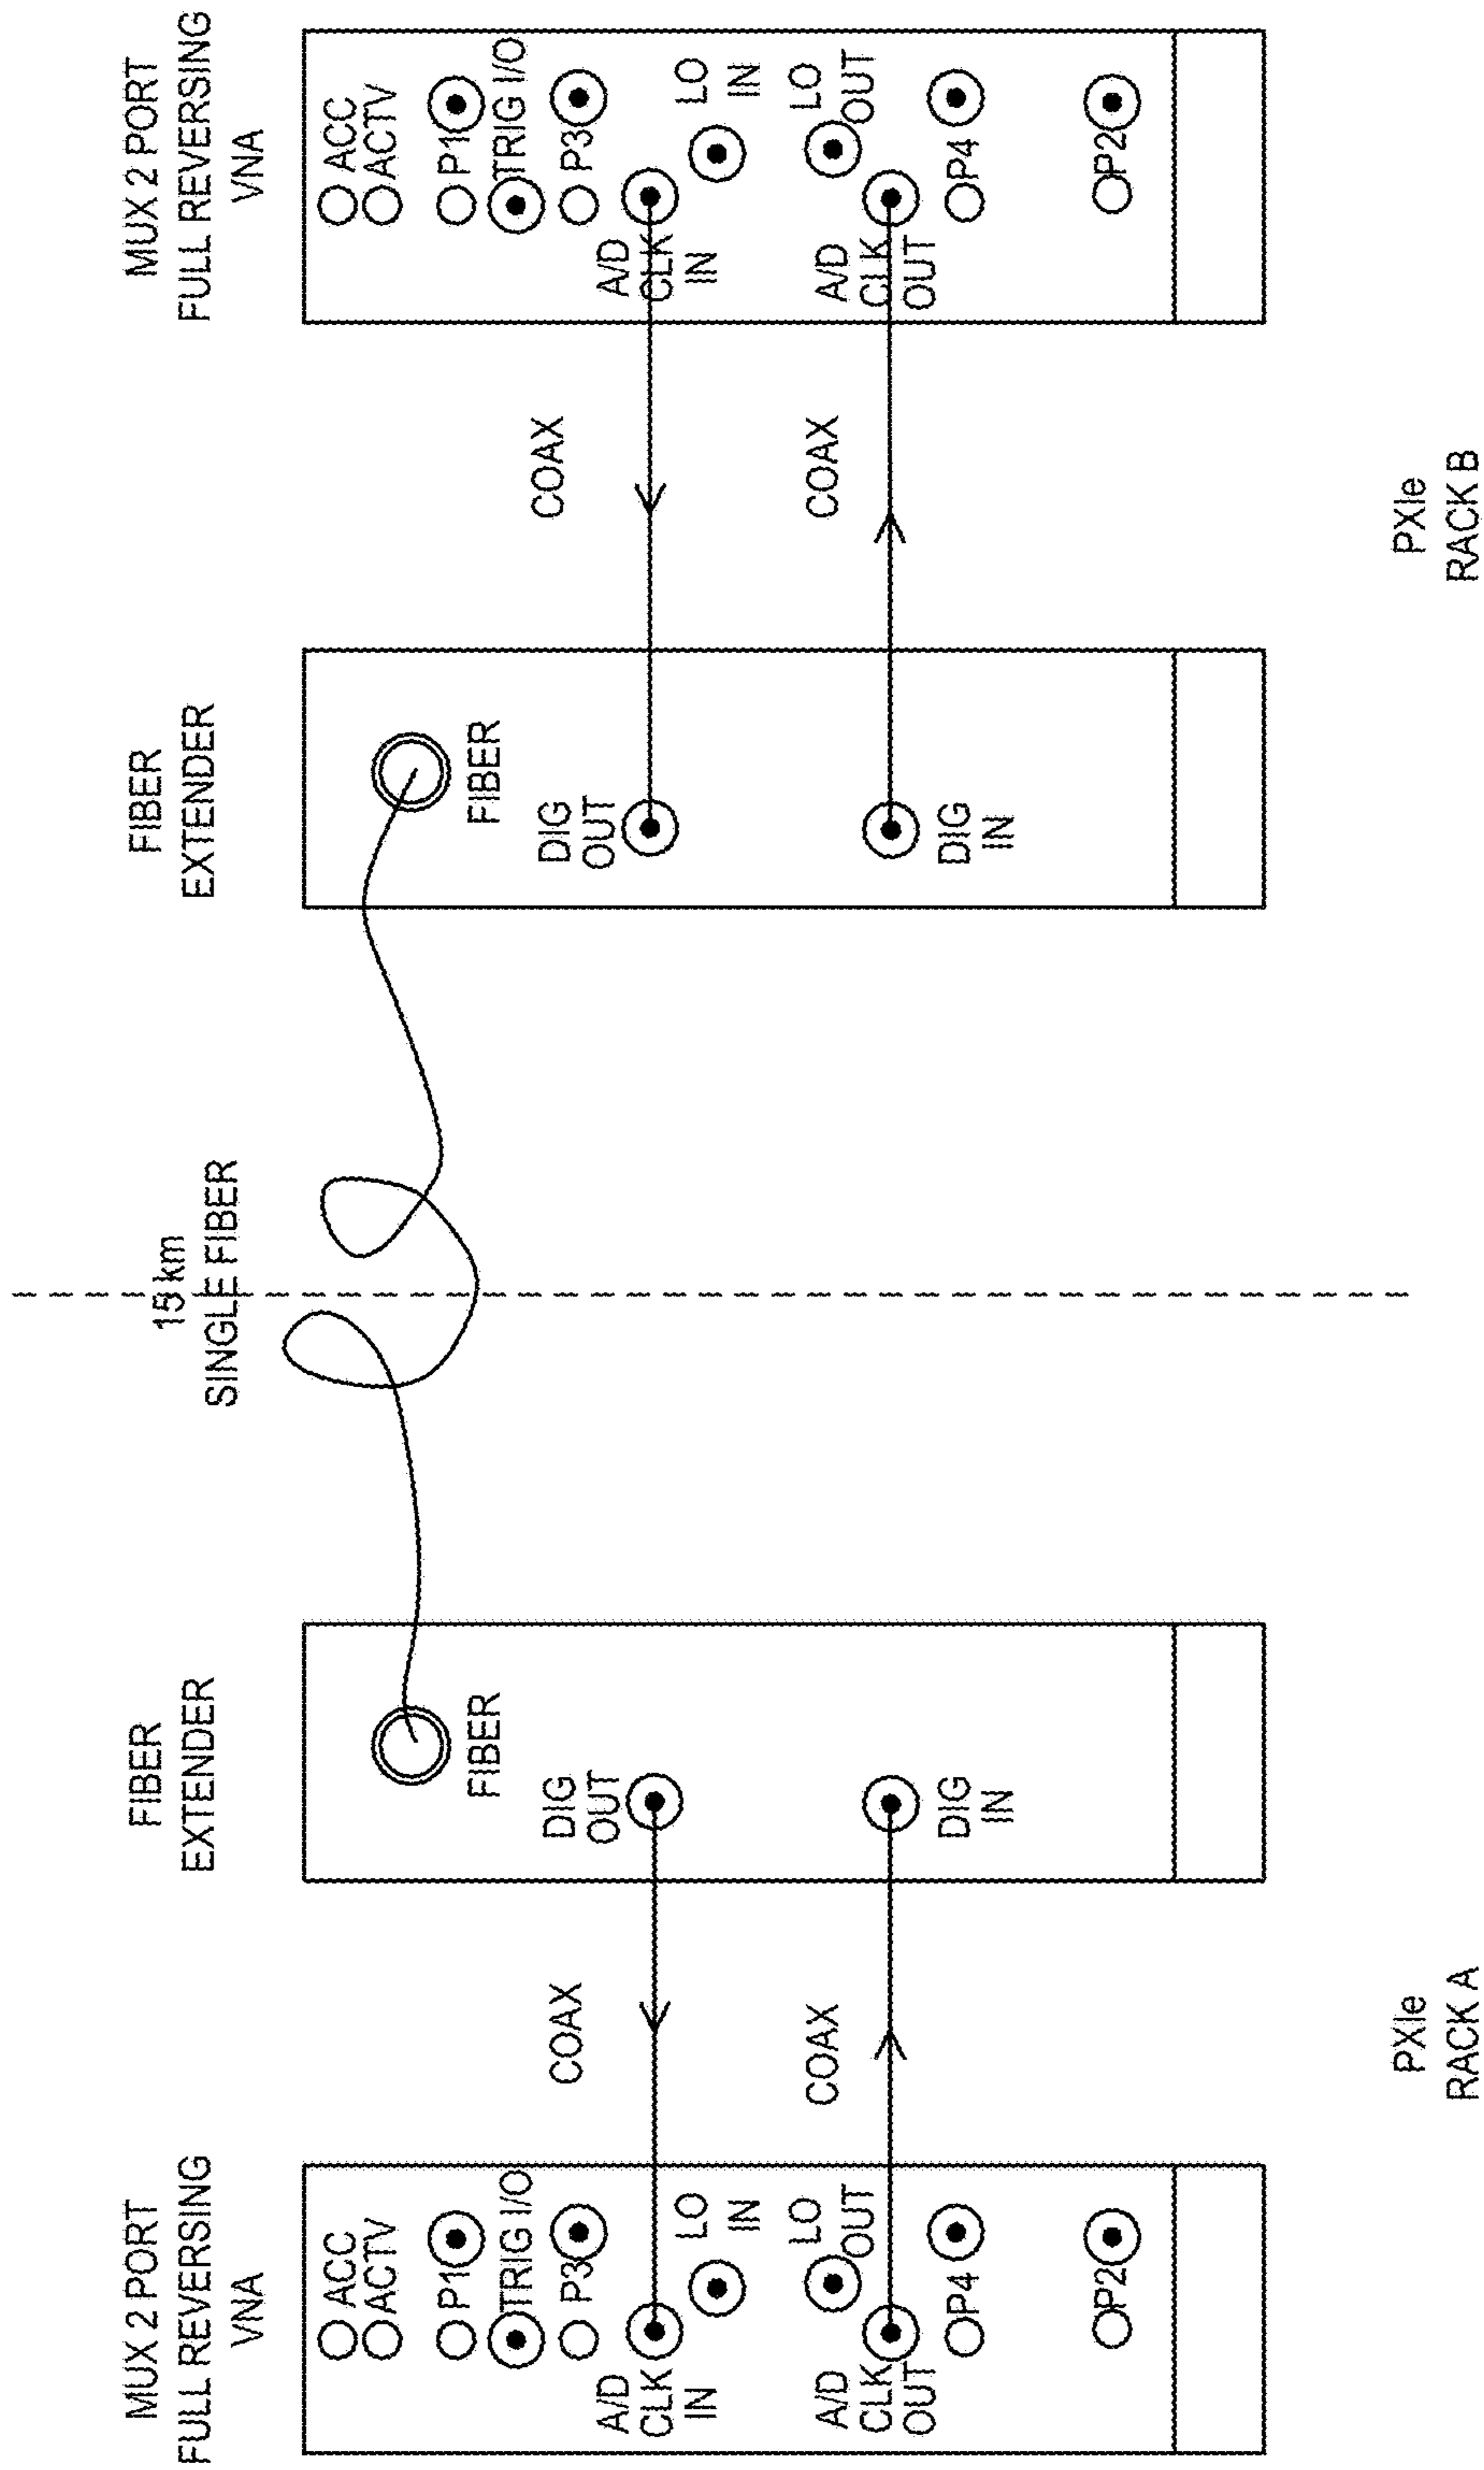 MUX 2 PORT
FULL REVERSING
VNA
ACC
ACTV
P1
TRIG I/O
P3
A/D
CLK
IN
LO
IN
LO
OUT
A/D
CLK
OUT
P4
P2
COAX
COAX
FIBER
EXTENDER
FIBER
DIG
OUT
DIG
IN
PXIe
RACK A
15 km
SINGLE FIBER
FIBER
EXTENDER
FIBER
DIG
OUT
DIG
IN
COAX
COAX
MUX 2 PORT
FULL REVERSING
VNA
ACC
ACTV
P1
TRIG I/O
P3
A/D
CLK
IN
LO
IN
LO
OUT
A/D
CLK
OUT
P4
P2
PXIe
RACK B